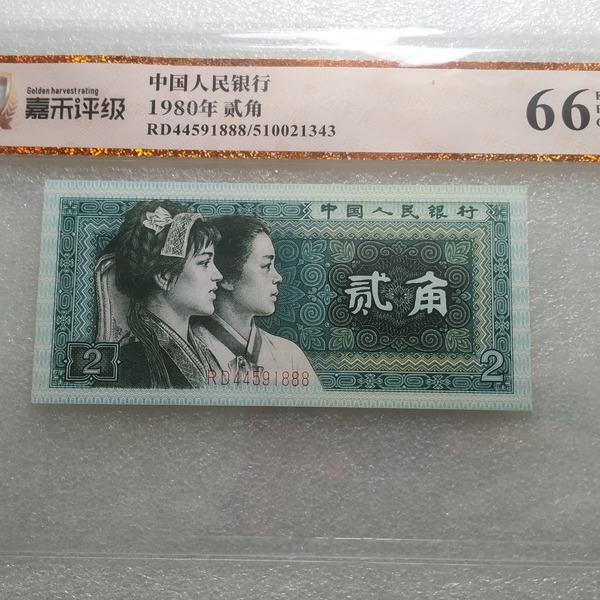 Golden harvest rating
嘉禾评级
中国人民银行
1980年 贰角
RD44591888/510021343
66
中国人民银行
贰角
2
RD44591888
2